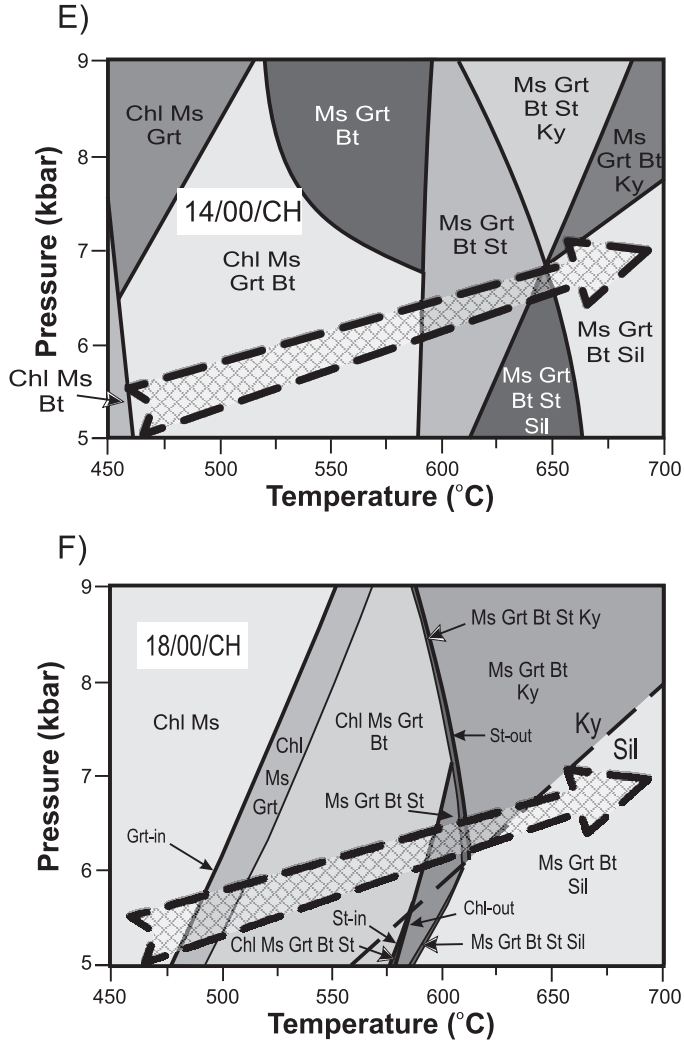 E)
9
8
7
6
5
Pressure (kbar)
Chl Ms
Grt
Ms Grt
Bt
Ms Grt
Bt St
Ky
Ms
Grt Bt
Ky
14/00/CH
Chl Ms
Grt Bt
Ms Grt
Bt St
Ms Grt
Bt Sil
Chl Ms
Bt
Ms Grt
Bt St
Sil
450
500
550
600
650
700
Temperature (°C)
F)
9
8
7
6
5
Pressure (kbar)
18/00/CH
Ms Grt Bt St Ky
Ms Grt Bt
Ky
Chl Ms
Chl Ms Grt
Bt
St-out
Ky
Sil
Chl
Ms
Grt
Ms Grt Bt St
Grt-in
Ms Grt Bt
Sil
St-in
Chl-out
Chl Ms Grt Bt St
Ms Grt Bt St Sil
450
500
550
600
650
700
Temperature (°C)